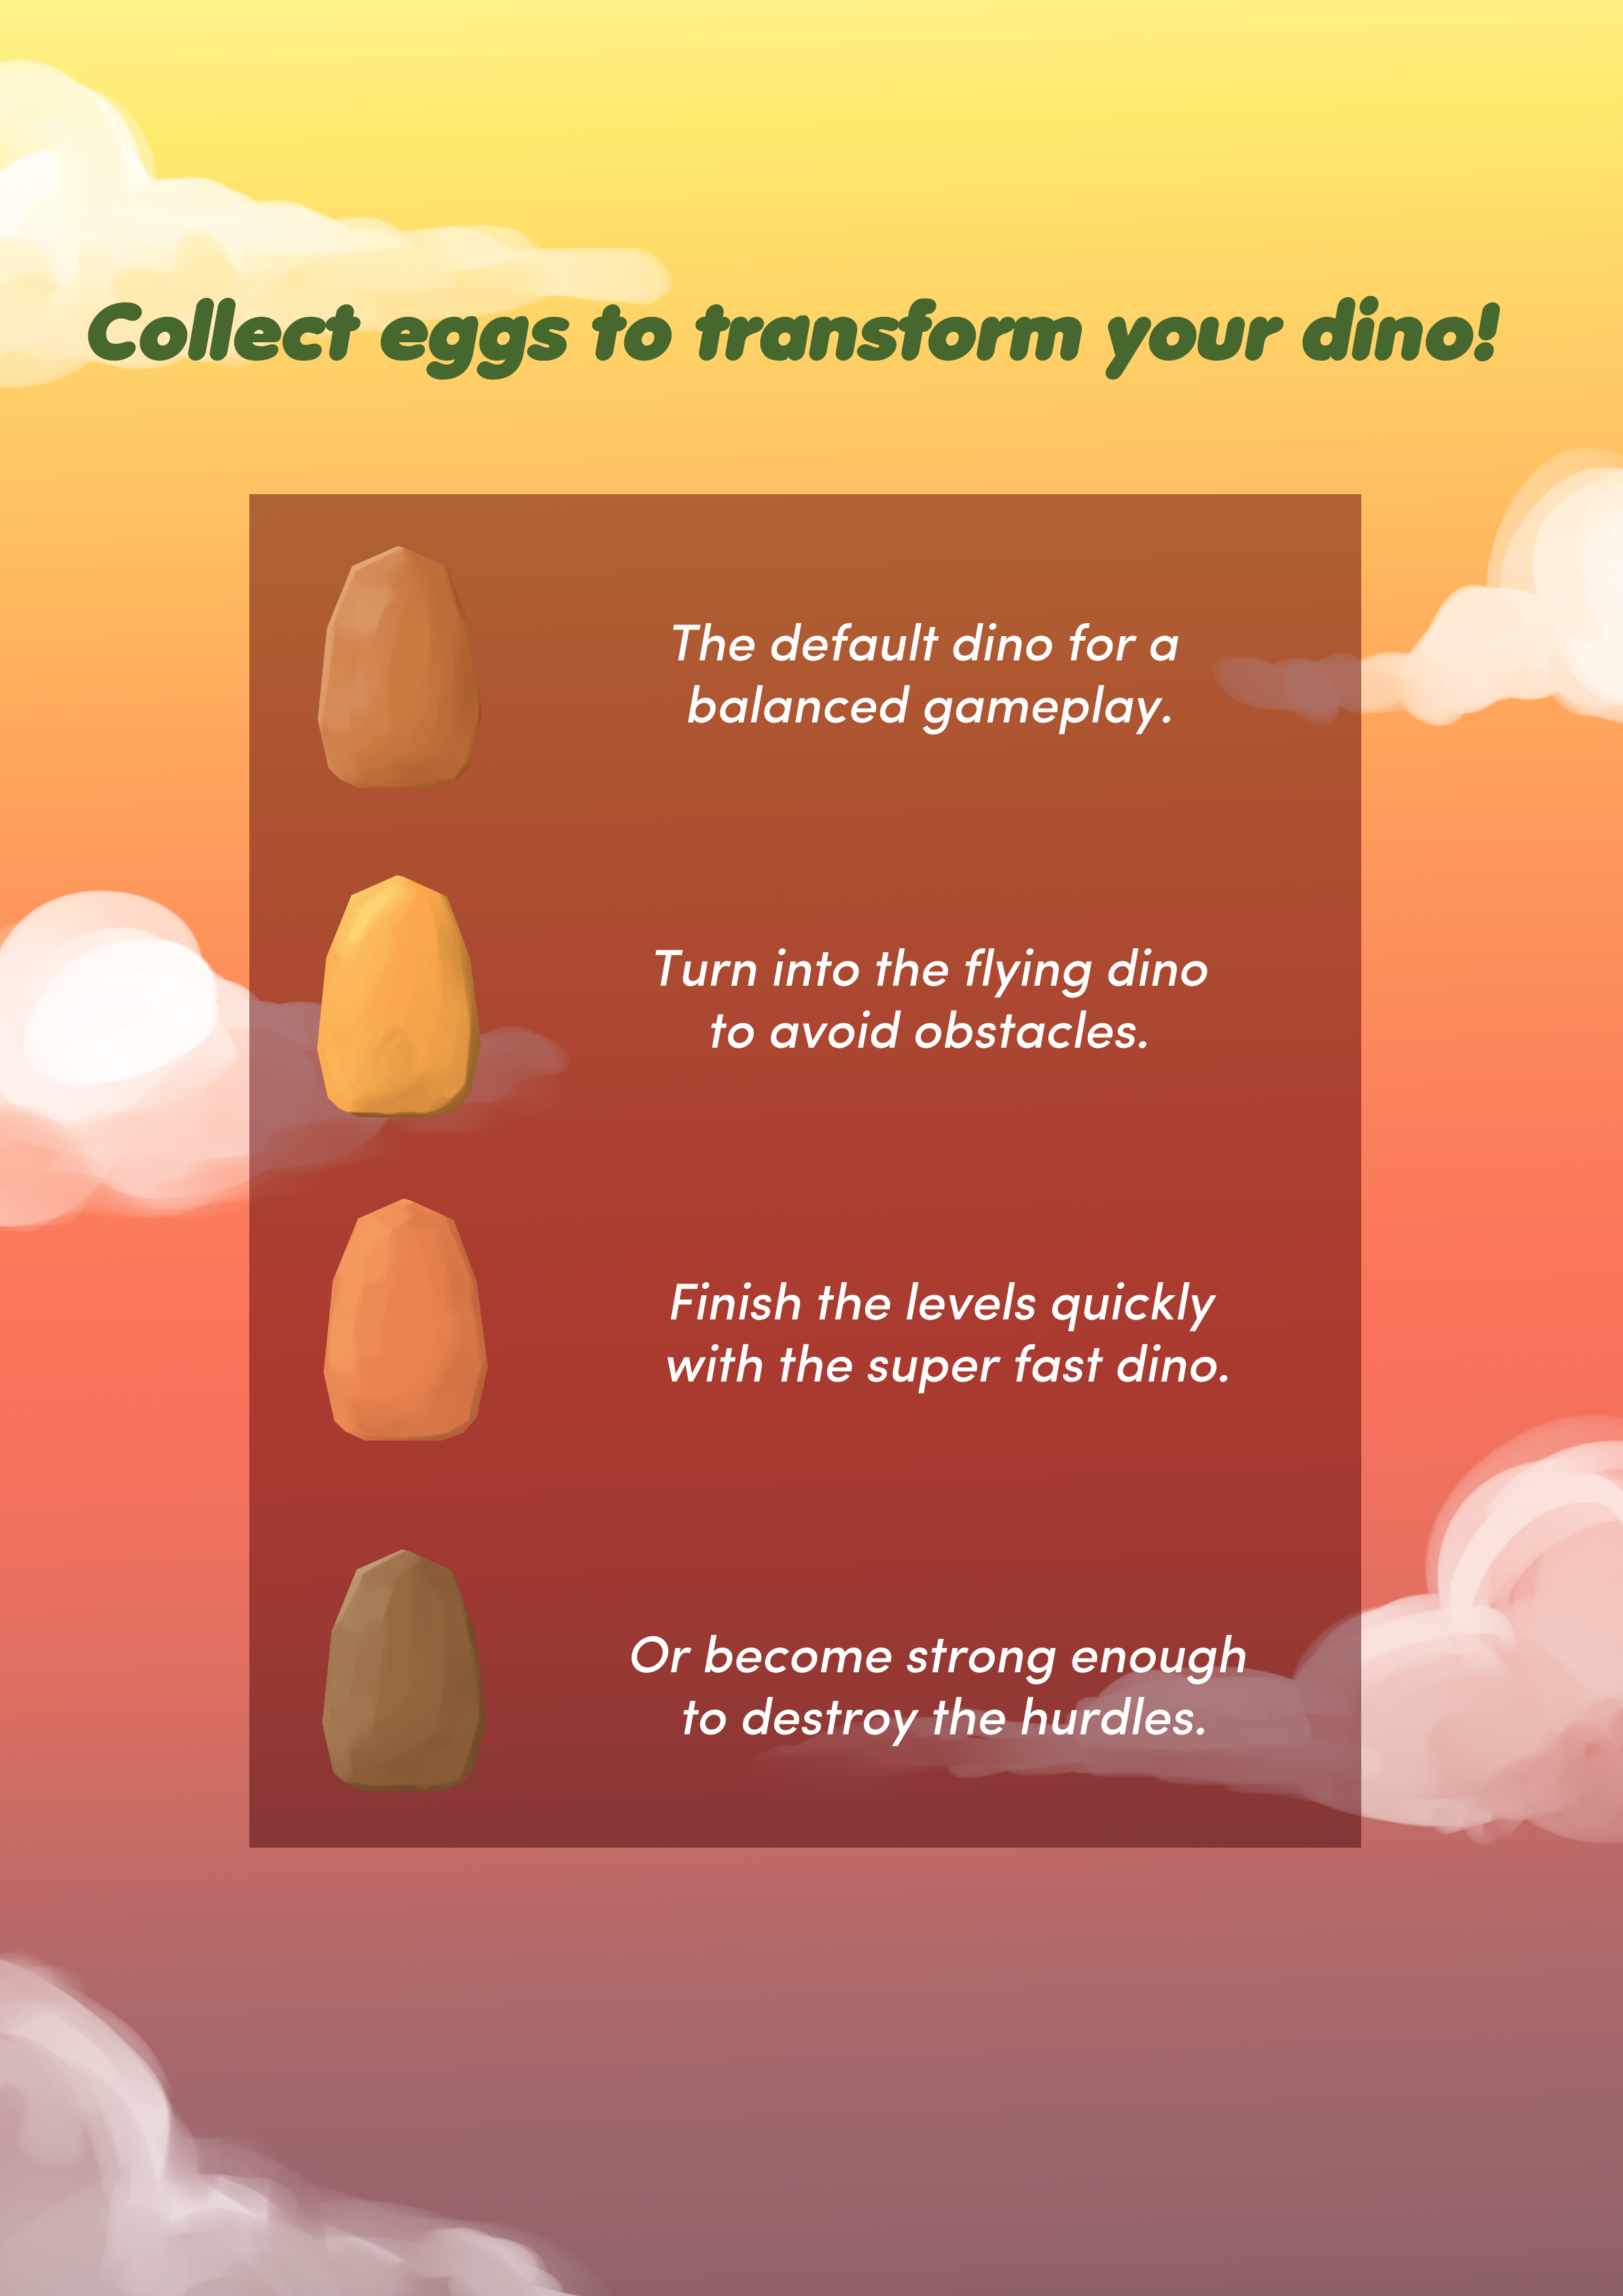 Collect eggs to transform your dino!
The default dino for a
balanced gameplay.
Turn into the flying dino
to avoid obstacles.
Finish the levels quickly
with the super fast dino.
Or become strong enough
to destroy the hurdles.